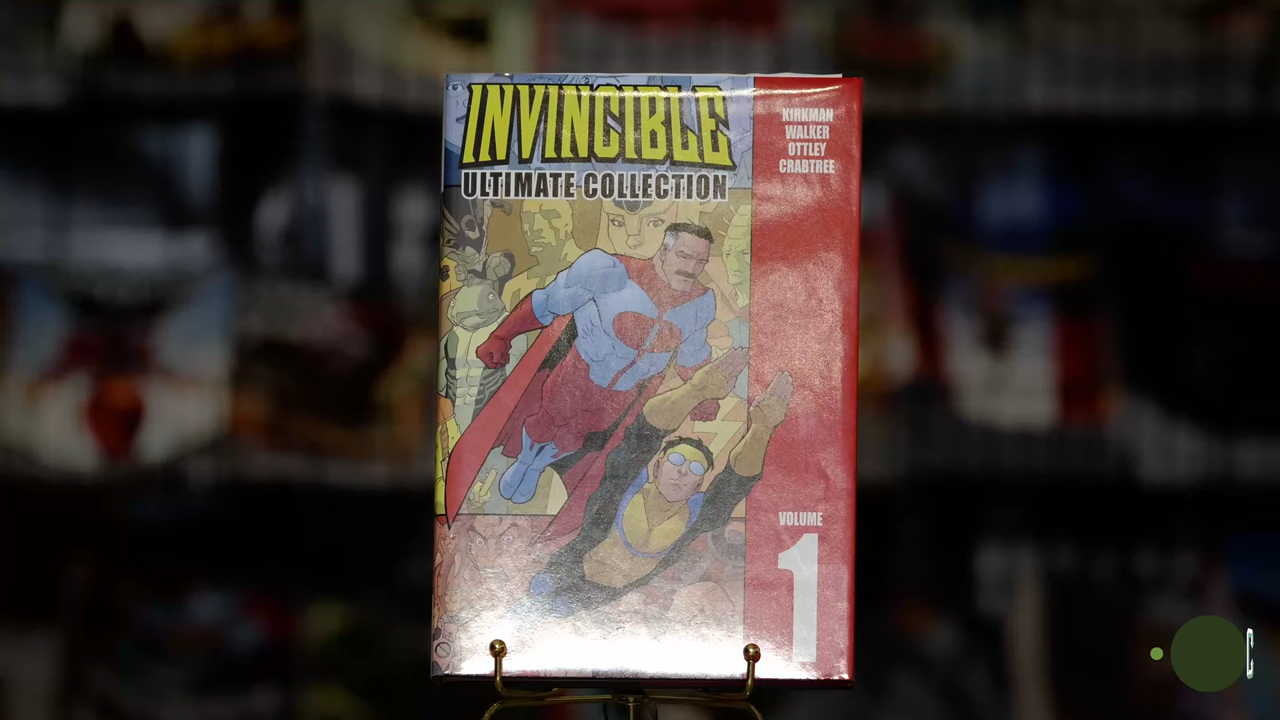 INVINCIBLE
ULTIMATE COLLECTION
KIRKMAN
WALKER
OTTLEY
CRABTREE
VOLUME
1
C